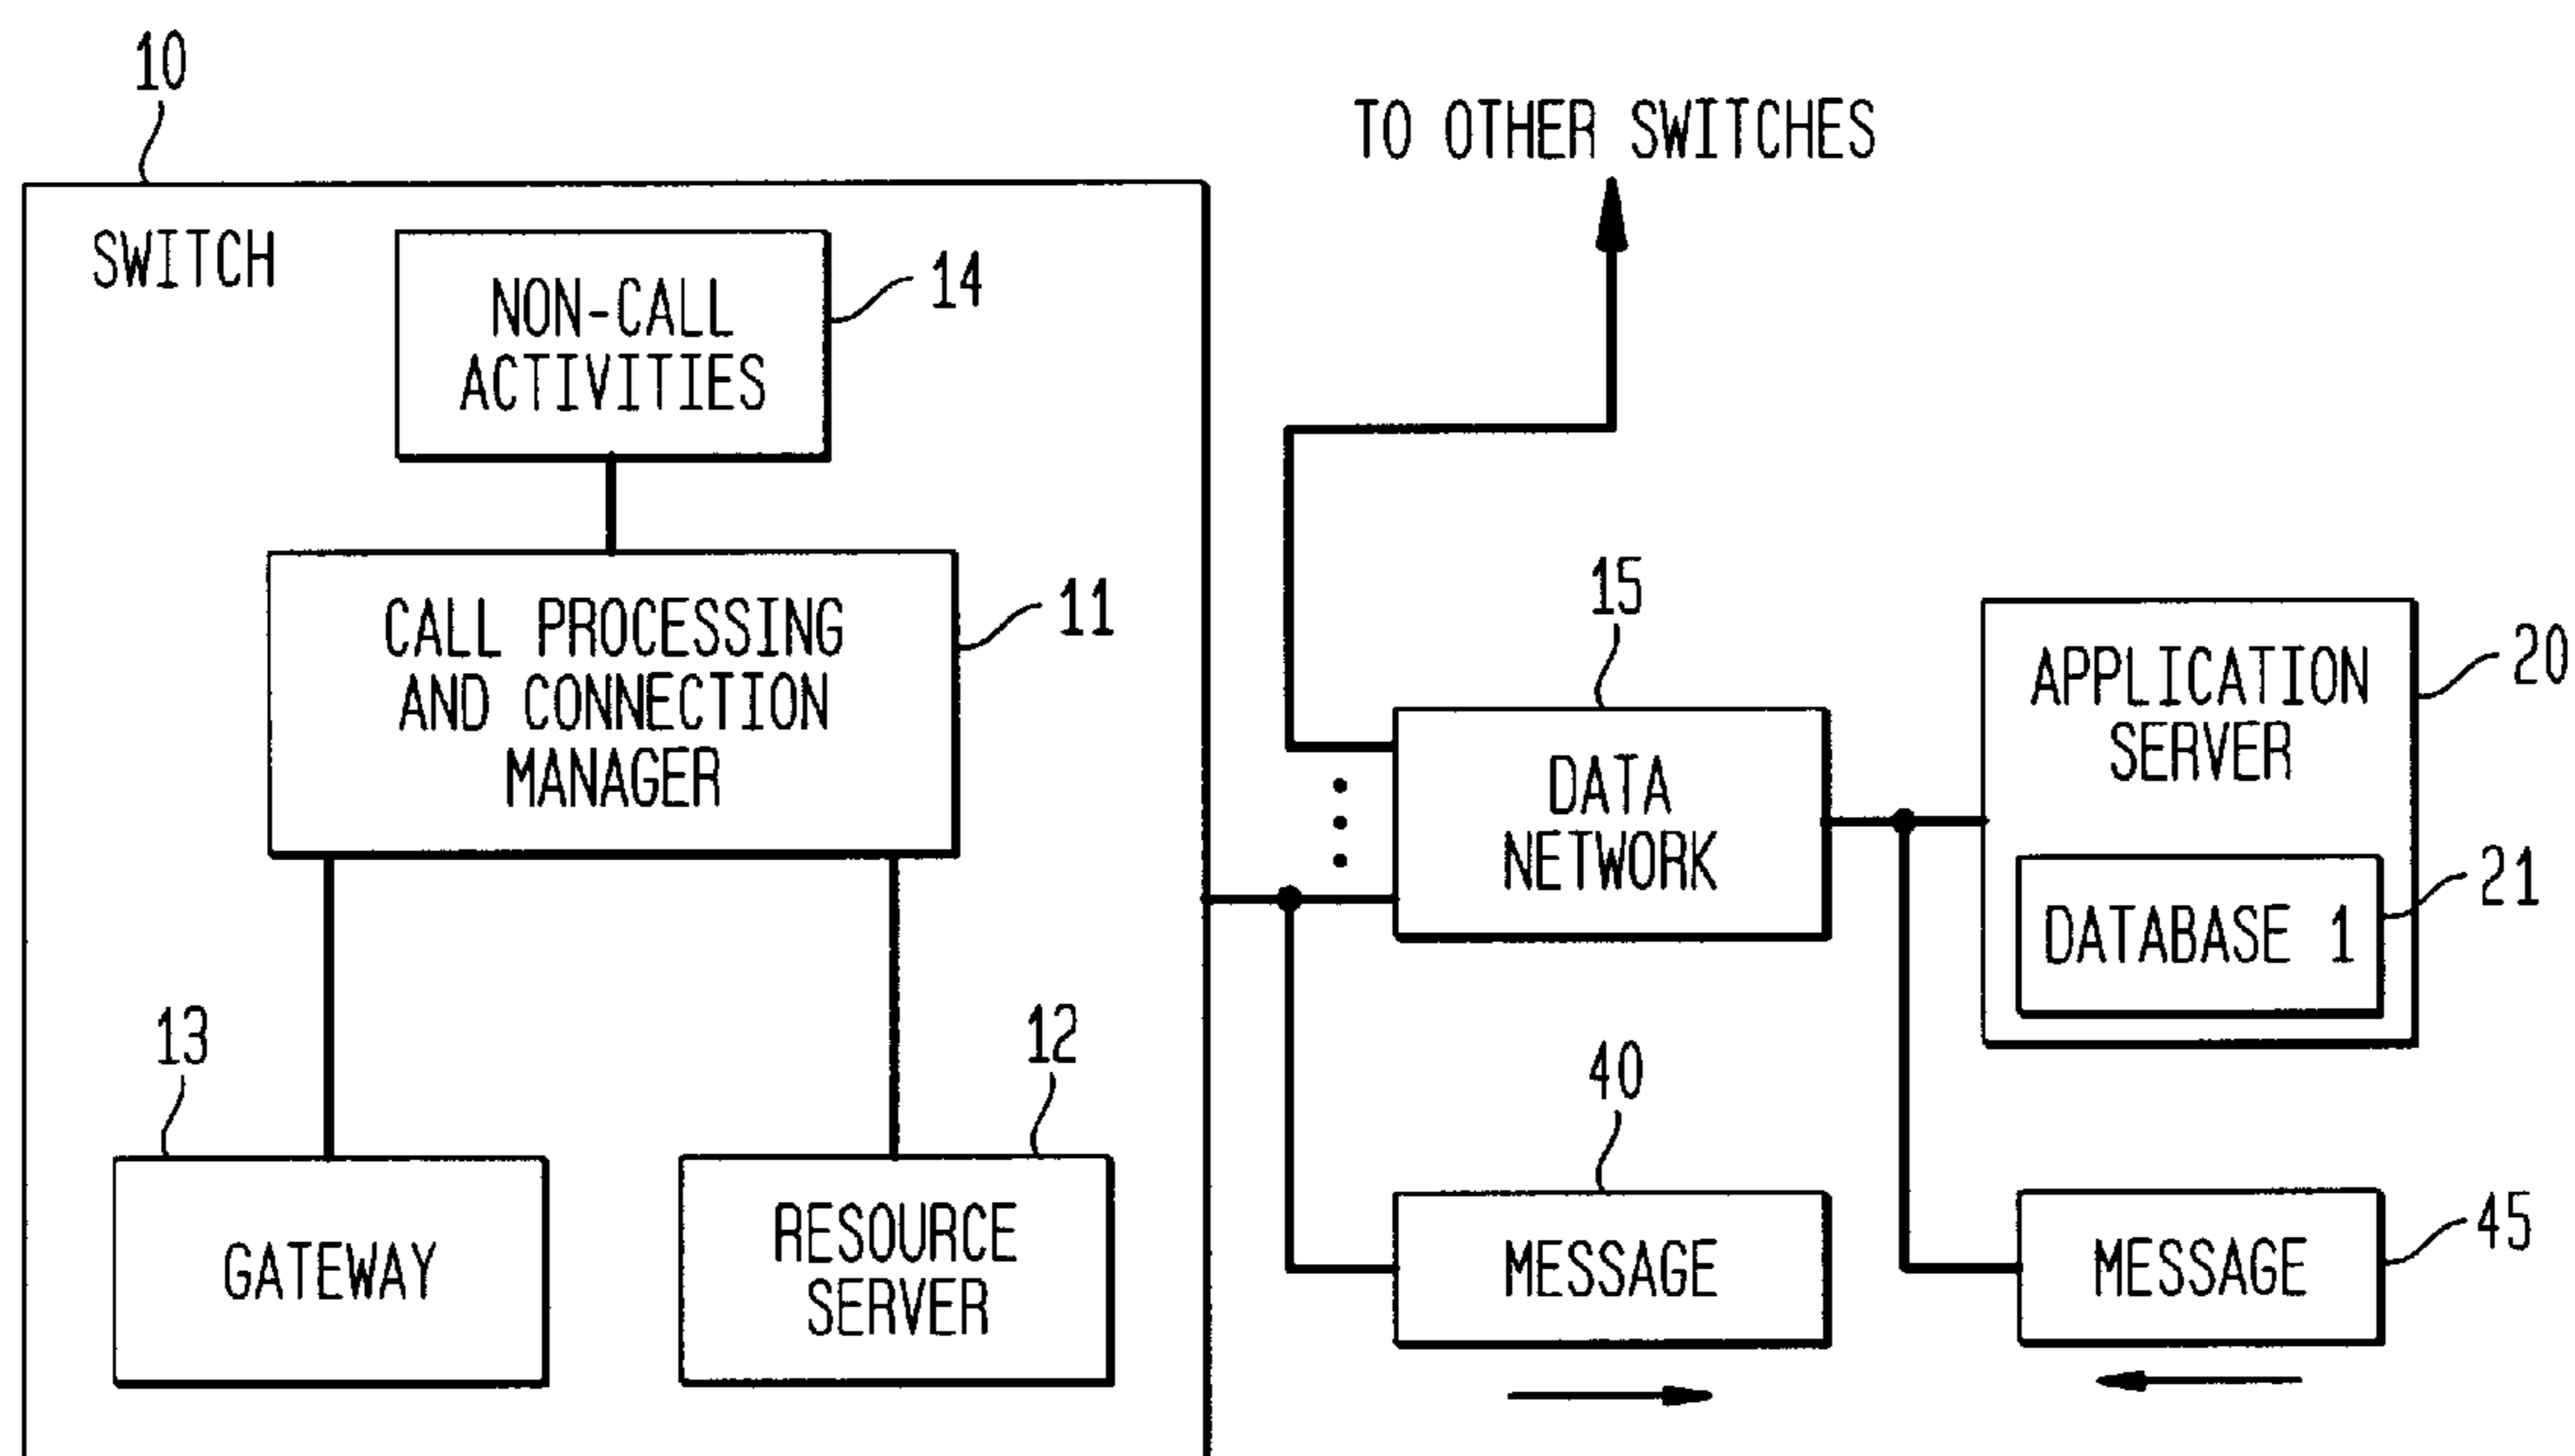 10
TO OTHER SWITCHES
SWITCH
NON-CALL
ACTIVITIES
14
CALL PROCESSING
AND CONNECTION
MANAGER
11
15
DATA
NETWORK
APPLICATION
SERVER
20
DATABASE 1
21
13
GATEWAY
12
RESOURCE
SERVER
40
MESSAGE
MESSAGE
45